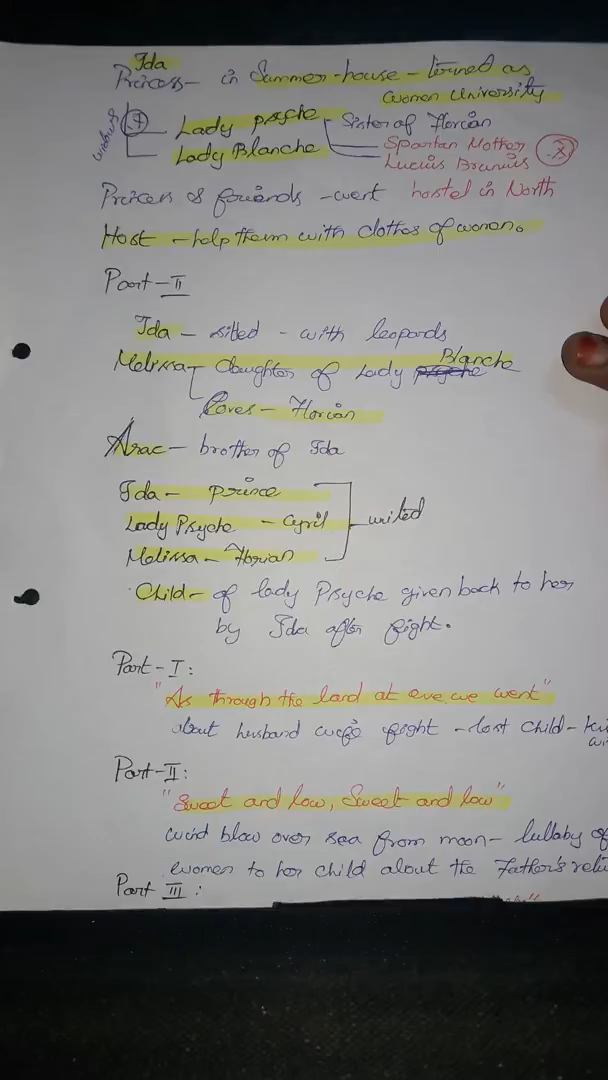 Ida
Pricess- in Summer-house - termed as
Women University
widows
Lady Psyche - Sister of Florian
Lady Blanche
Spartan Mother
Lucius Brunius
Prices & friends - went hostel in North
Host - help them with clothes of women.
Part-II
Ida - sitted - with leopards
Melissa - daughter of Lady Blanche
Loves - Florian
Arac - brother of Ida
Ida - prince
Lady Psyche - Cyril
united
Melissa - Florian
Child - of lady Psyche given back to her
by Ida after fight.
Part-I:
"As through the land at eve we went"
about husband wife fight - lost child -
Part-II:
"Sweet and low, Sweet and low"
wind blow over sea from moon - lullaby of
women to her child about the Father's
Part III: